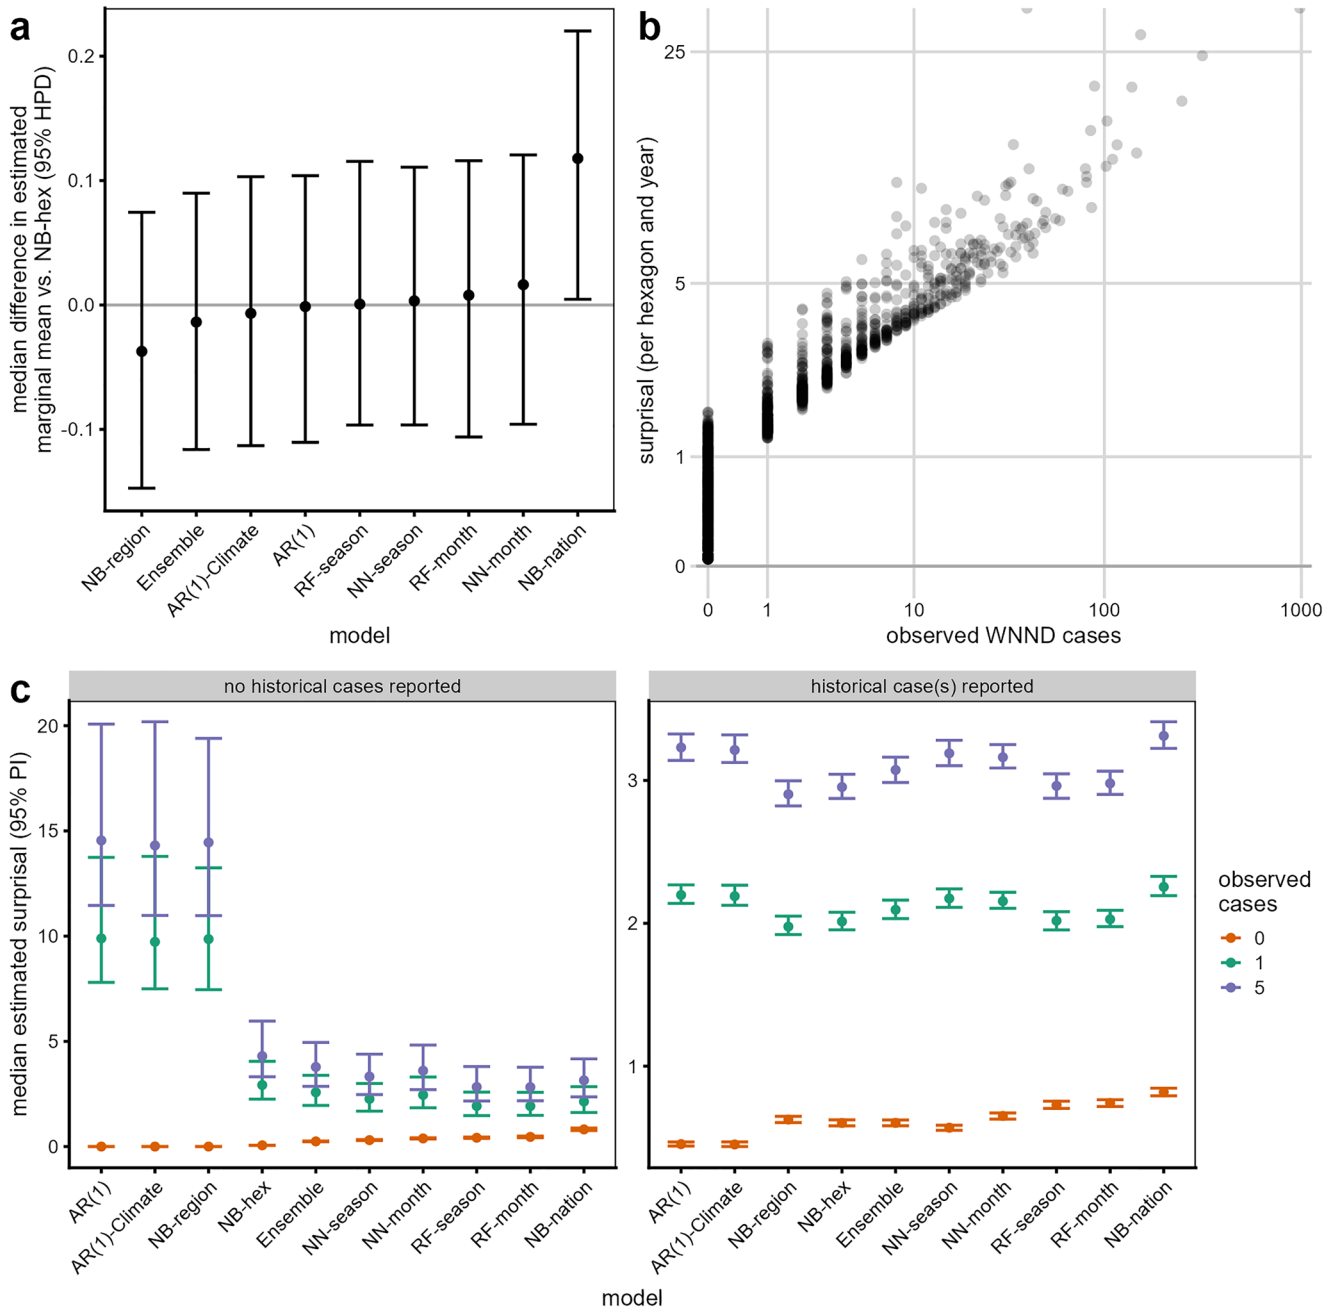 a
median difference in estimated
marginal mean vs. NB-hex (95% HPD)
0.2
0.1
0.0
-0.1
NB-region
Ensemble
AR(1)-Climate
AR(1)
RF-season
NN-season
RF-month
NN-month
NB-nation
model
b
surprisal (per hexagon and year)
25
5
1
0
0
1
10
100
1000
observed WNND cases
c
median estimated surprisal (95% PI)
no historical cases reported
20
15
10
5
0
AR(1)
AR(1)-Climate
NB-region
NB-hex
Ensemble
NN-season
NN-month
RF-season
RF-month
NB-nation
historical case(s) reported
3
2
1
AR(1)
AR(1)-Climate
NB-region
NB-hex
Ensemble
NN-season
NN-month
RF-season
RF-month
NB-nation
model
observed
cases
0
1
5